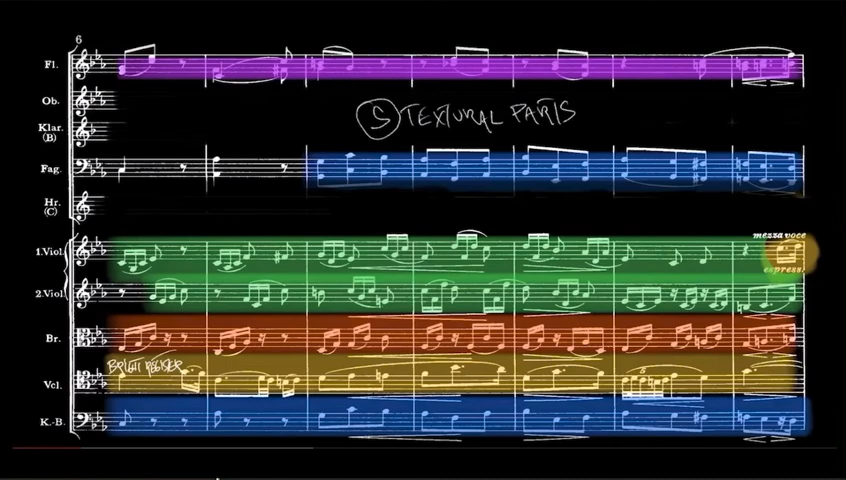 6
Fl.
Ob.
5 TEXTURAL PARTS
Klar.
(B)
Fag.
Hr.
(C)
mezza voce
1.Viol.
espress.
2.Viol.
Br.
BRIGHT REGISTER
Vcl.
6
K.-B.